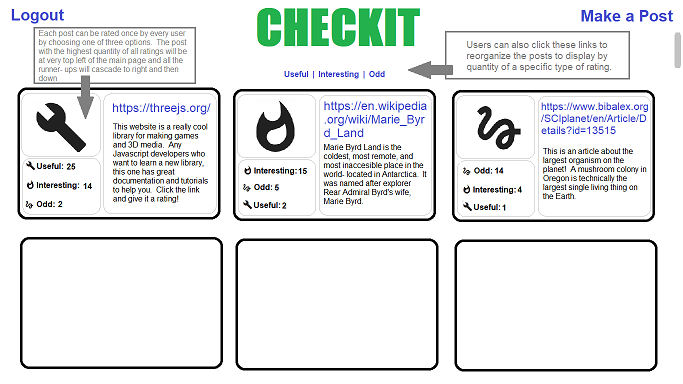 Logout
CHECKIT
Make a Post
Each post can be rated once by every user
by choosing one of three options.  The post
with the highest quantity of all ratings will be
at very top left of the main page and all the
runner- ups will cascade to right and then
down
Users can also click these links to
reorganize the posts to display by
quantity of a specific type of rating.
Useful | Interesting | Odd
https://threejs.org/
This website is a really cool
library for making games
and 3D media.  Any
Javascript developers who
want to learn a new library,
this one has great
documentation and tutorials
to help you.  Click the link
and give it a rating!
Useful: 25
Interesting: 14
Odd: 2
https://en.wikipedia
.org/wiki/Marie_Byr
d_Land
Marie Byrd Land is the
coldest, most remote, and
most inaccesible place in the
world- located in Antarctica.  It
was named after explorer
Rear Admiral Byrd's wife,
Marie Byrd.
Interesting: 15
Odd: 5
Useful: 2
https://www.bibalex.org
/SCIplanet/en/Article/D
etails?id=13515
This is an article about the
largest organism on the
planet!  A mushroom colony in
Oregon is technically the
largest single living thing on
the Earth.
Odd: 14
Interesting: 4
Useful: 1